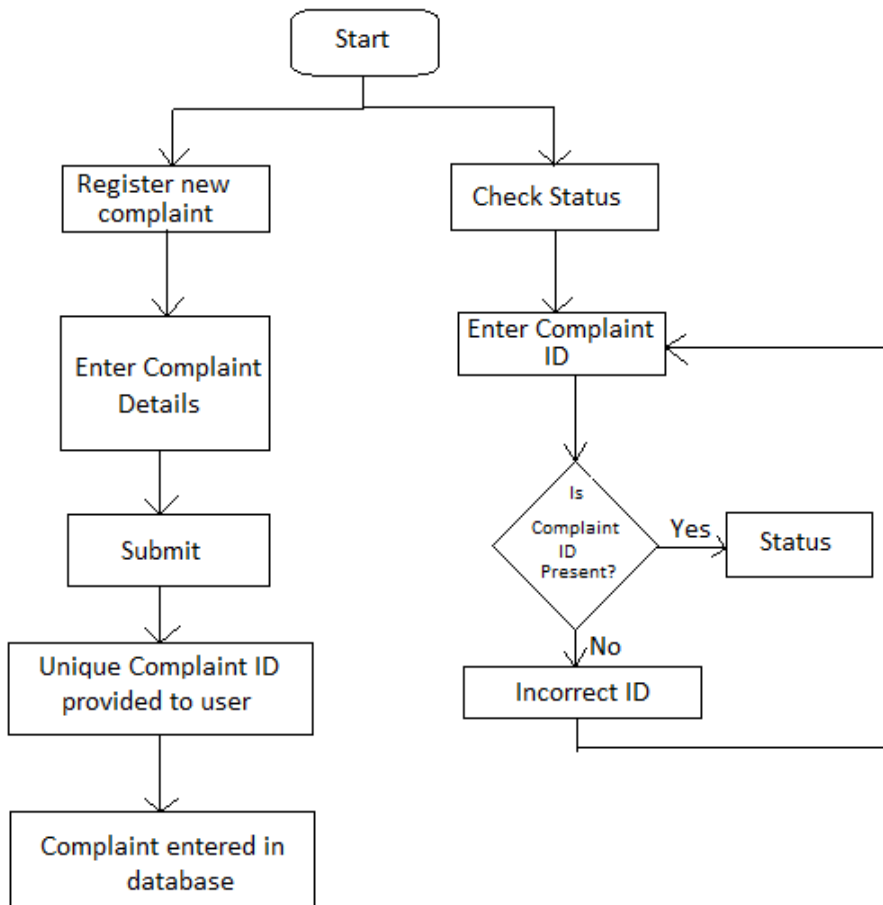 Start
Register new
complaint
Check Status
Enter Complaint
Details
Enter Complaint
ID
Submit
Is
Complaint
ID
Present?
Yes
Status
No
Unique Complaint ID
provided to user
Incorrect ID
Complaint entered in
database